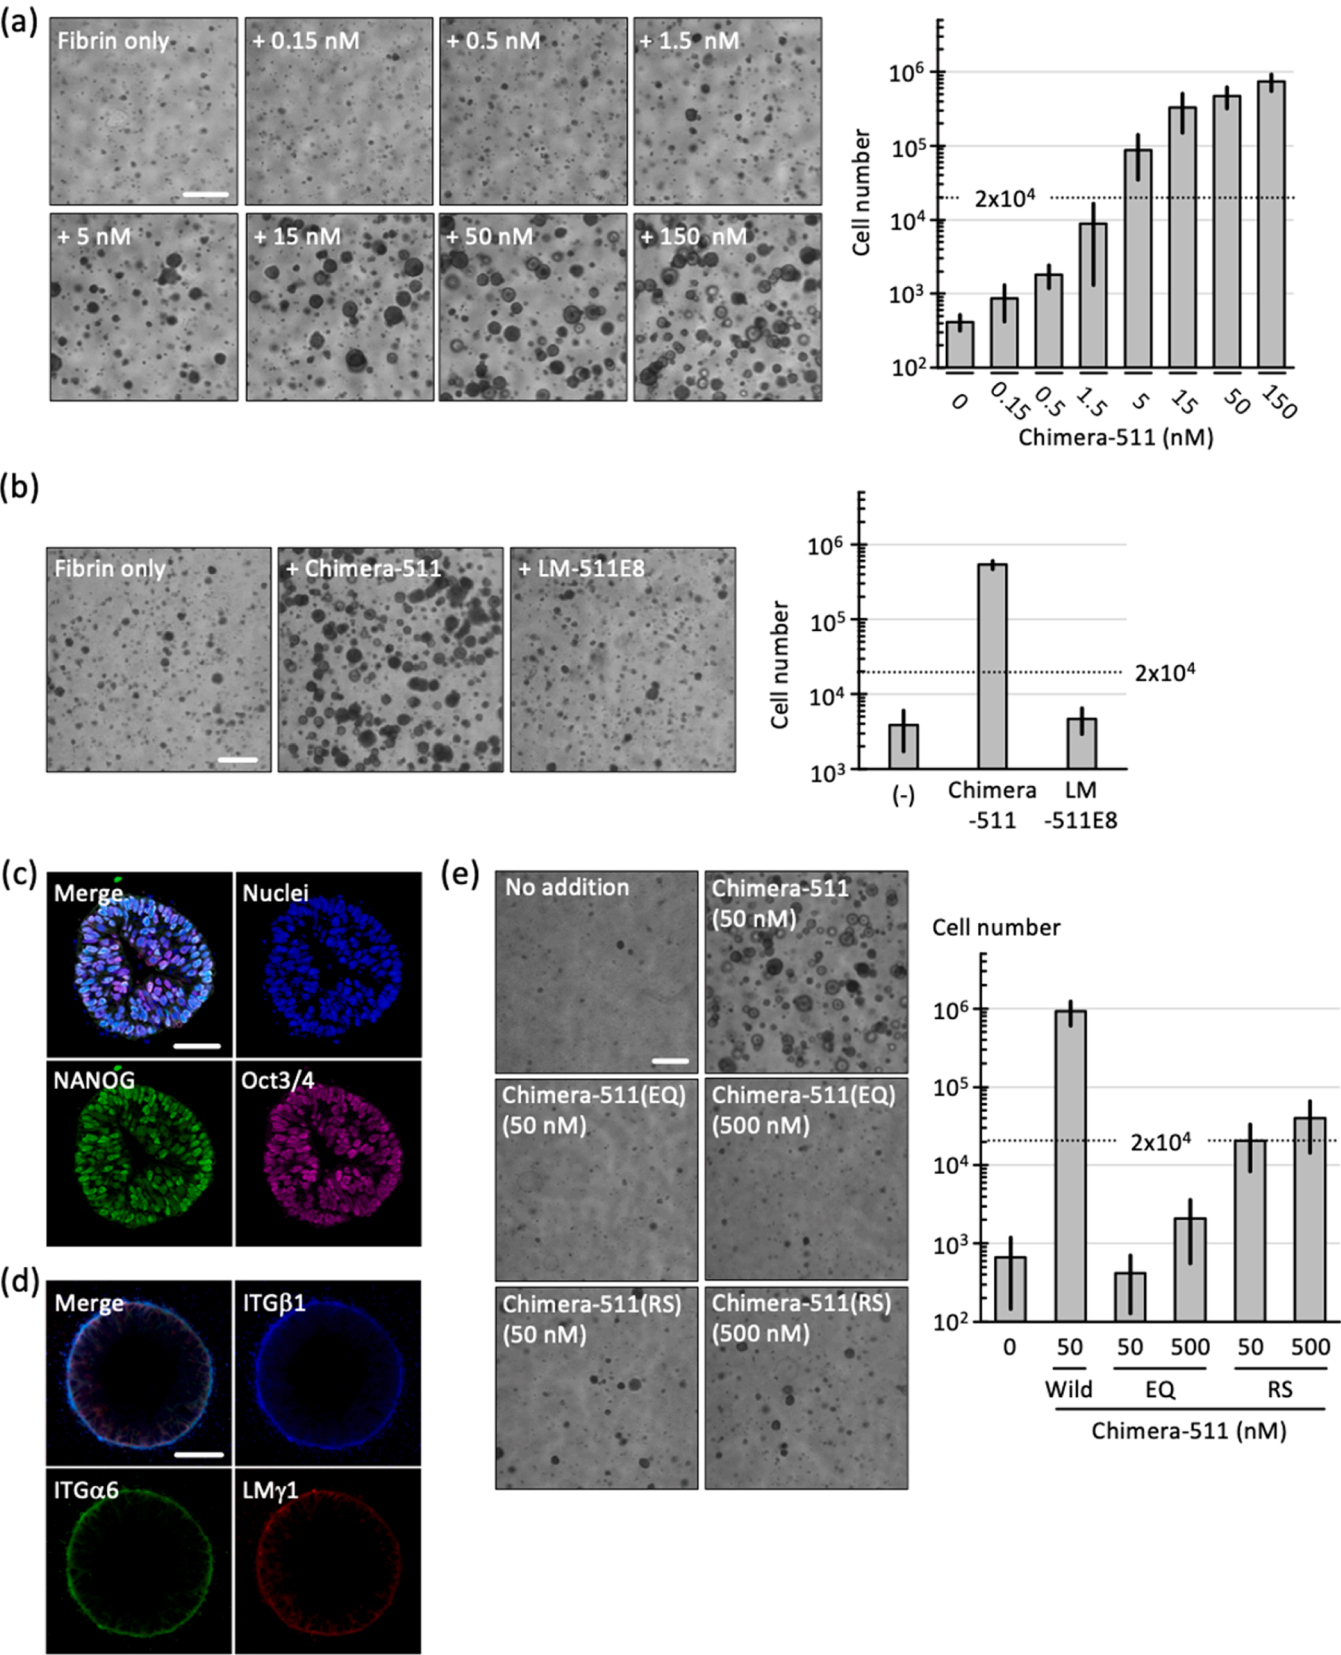 (a)
Fibrin only
+ 0.15 nM
+ 0.5 nM
+ 1.5 nM
+ 5 nM
+ 15 nM
+ 50 nM
+ 150 nM
Cell number
10⁶
10⁵
2x10⁴
10⁴
10³
10²
0
0.15
0.5
1.5
5
15
50
150
Chimera-511 (nM)
(b)
Fibrin only
+ Chimera-511
+ LM-511E8
Cell number
10⁶
10⁵
2x10⁴
10⁴
10³
(-)
Chimera
-511
LM
-511E8
(c)
Merge
Nuclei
NANOG
Oct3/4
(d)
Merge
ITGβ1
ITGα6
LMγ1
(e)
No addition
Chimera-511
(50 nM)
Chimera-511(EQ)
(50 nM)
Chimera-511(EQ)
(500 nM)
Chimera-511(RS)
(50 nM)
Chimera-511(RS)
(500 nM)
Cell number
10⁶
10⁵
2x10⁴
10⁴
10³
10²
0
50
50
500
50
500
Wild
EQ
RS
Chimera-511 (nM)